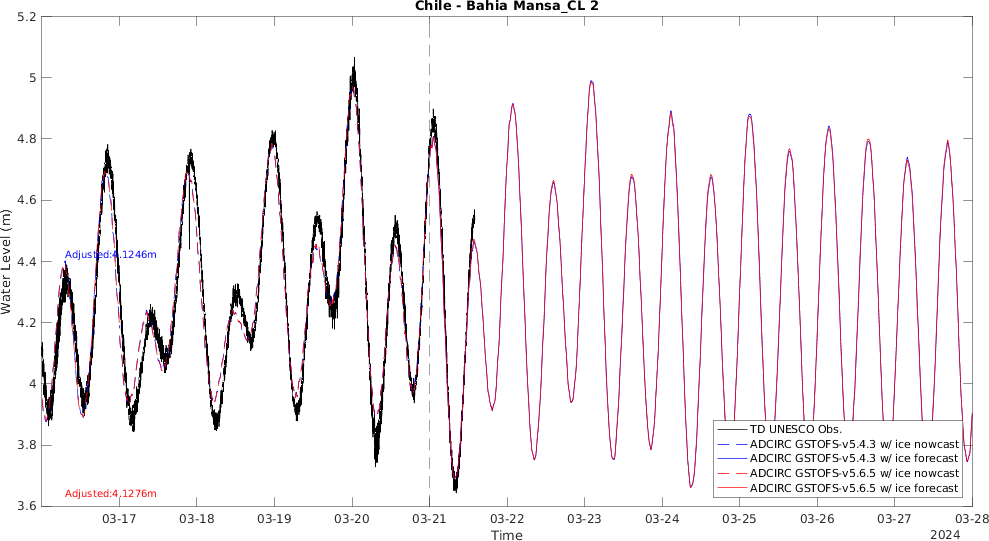 Chile - Bahia Mansa_CL 2
5.2
5
4.8
4.6
4.4
4.2
4
3.8
3.6
Water Level (m)
Adjusted:4.1246m
Adjusted:4.1276m
TD UNESCO Obs.
ADCIRC GSTOFS-v5.4.3 w/ ice nowcast
ADCIRC GSTOFS-v5.4.3 w/ ice forecast
ADCIRC GSTOFS-v5.6.5 w/ ice nowcast
ADCIRC GSTOFS-v5.6.5 w/ ice forecast
03-17 03-18 03-19 03-20 03-21 03-22 03-23 03-24 03-25 03-26 03-27 03-28
Time
2024